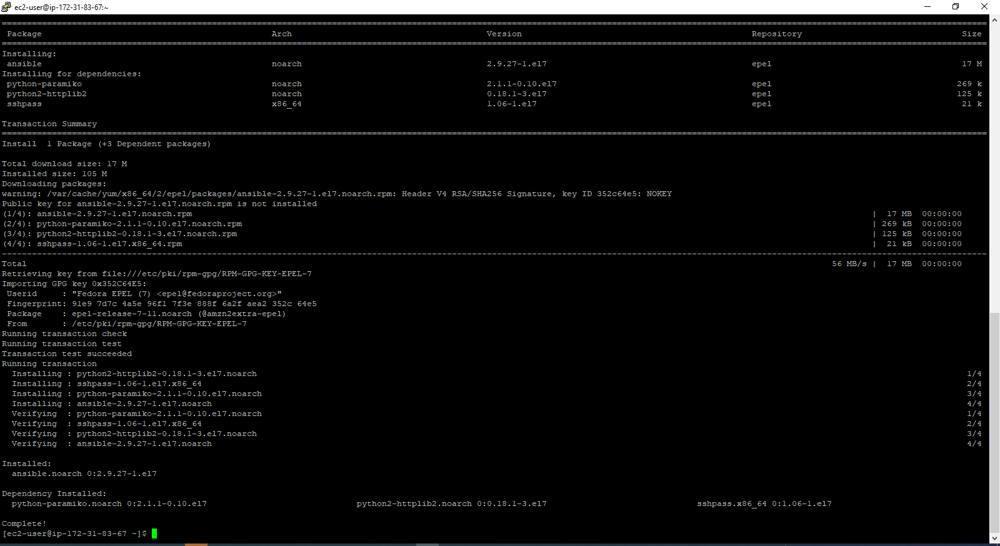 ec2-user@ip-172-31-83-67:~
Package Arch Version Repository Size
Installing:
ansible noarch 2.9.27-1.el7 epel 17 M
Installing for dependencies:
python-paramiko noarch 2.1.1-0.10.el7 epel 269 k
python2-httplib2 noarch 0.18.1-3.el7 epel 125 k
sshpass x86_64 1.06-1.el7 epel 21 k
Transaction Summary
Install 1 Package (+3 Dependent packages)
Total download size: 17 M
Installed size: 105 M
Downloading packages:
warning: /var/cache/yum/x86_64/2/epel/packages/ansible-2.9.27-1.el7.noarch.rpm: Header V4 RSA/SHA256 Signature, key ID 352c64e5: NOKEY
Public key for ansible-2.9.27-1.el7.noarch.rpm is not installed
(1/4): ansible-2.9.27-1.el7.noarch.rpm | 17 MB 00:00:00
(2/4): python-paramiko-2.1.1-0.10.el7.noarch.rpm | 269 kB 00:00:00
(3/4): python2-httplib2-0.18.1-3.el7.noarch.rpm | 125 kB 00:00:00
(4/4): sshpass-1.06-1.el7.x86_64.rpm | 21 kB 00:00:00
Total 56 MB/s | 17 MB 00:00:00
Retrieving key from file:///etc/pki/rpm-gpg/RPM-GPG-KEY-EPEL-7
Importing GPG key 0x352C64E5:
Userid : "Fedora EPEL (7) <epel@fedoraproject.org>"
Fingerprint: 91e9 7d7c 4a5e 96f1 7f3e 888f 6a2f aea2 352c 64e5
Package : epel-release-7-11.noarch (@amzn2extra-epel)
From : /etc/pki/rpm-gpg/RPM-GPG-KEY-EPEL-7
Running transaction check
Running transaction test
Transaction test succeeded
Running transaction
Installing : python2-httplib2-0.18.1-3.el7.noarch 1/4
Installing : sshpass-1.06-1.el7.x86_64 2/4
Installing : python-paramiko-2.1.1-0.10.el7.noarch 3/4
Installing : ansible-2.9.27-1.el7.noarch 4/4
Verifying : python-paramiko-2.1.1-0.10.el7.noarch 1/4
Verifying : sshpass-1.06-1.el7.x86_64 2/4
Verifying : python2-httplib2-0.18.1-3.el7.noarch 3/4
Verifying : ansible-2.9.27-1.el7.noarch 4/4
Installed:
ansible.noarch 0:2.9.27-1.el7
Dependency Installed:
python-paramiko.noarch 0:2.1.1-0.10.el7 python2-httplib2.noarch 0:0.18.1-3.el7 sshpass.x86_64 0:1.06-1.el7
Complete!
[ec2-user@ip-172-31-83-67 ~]$